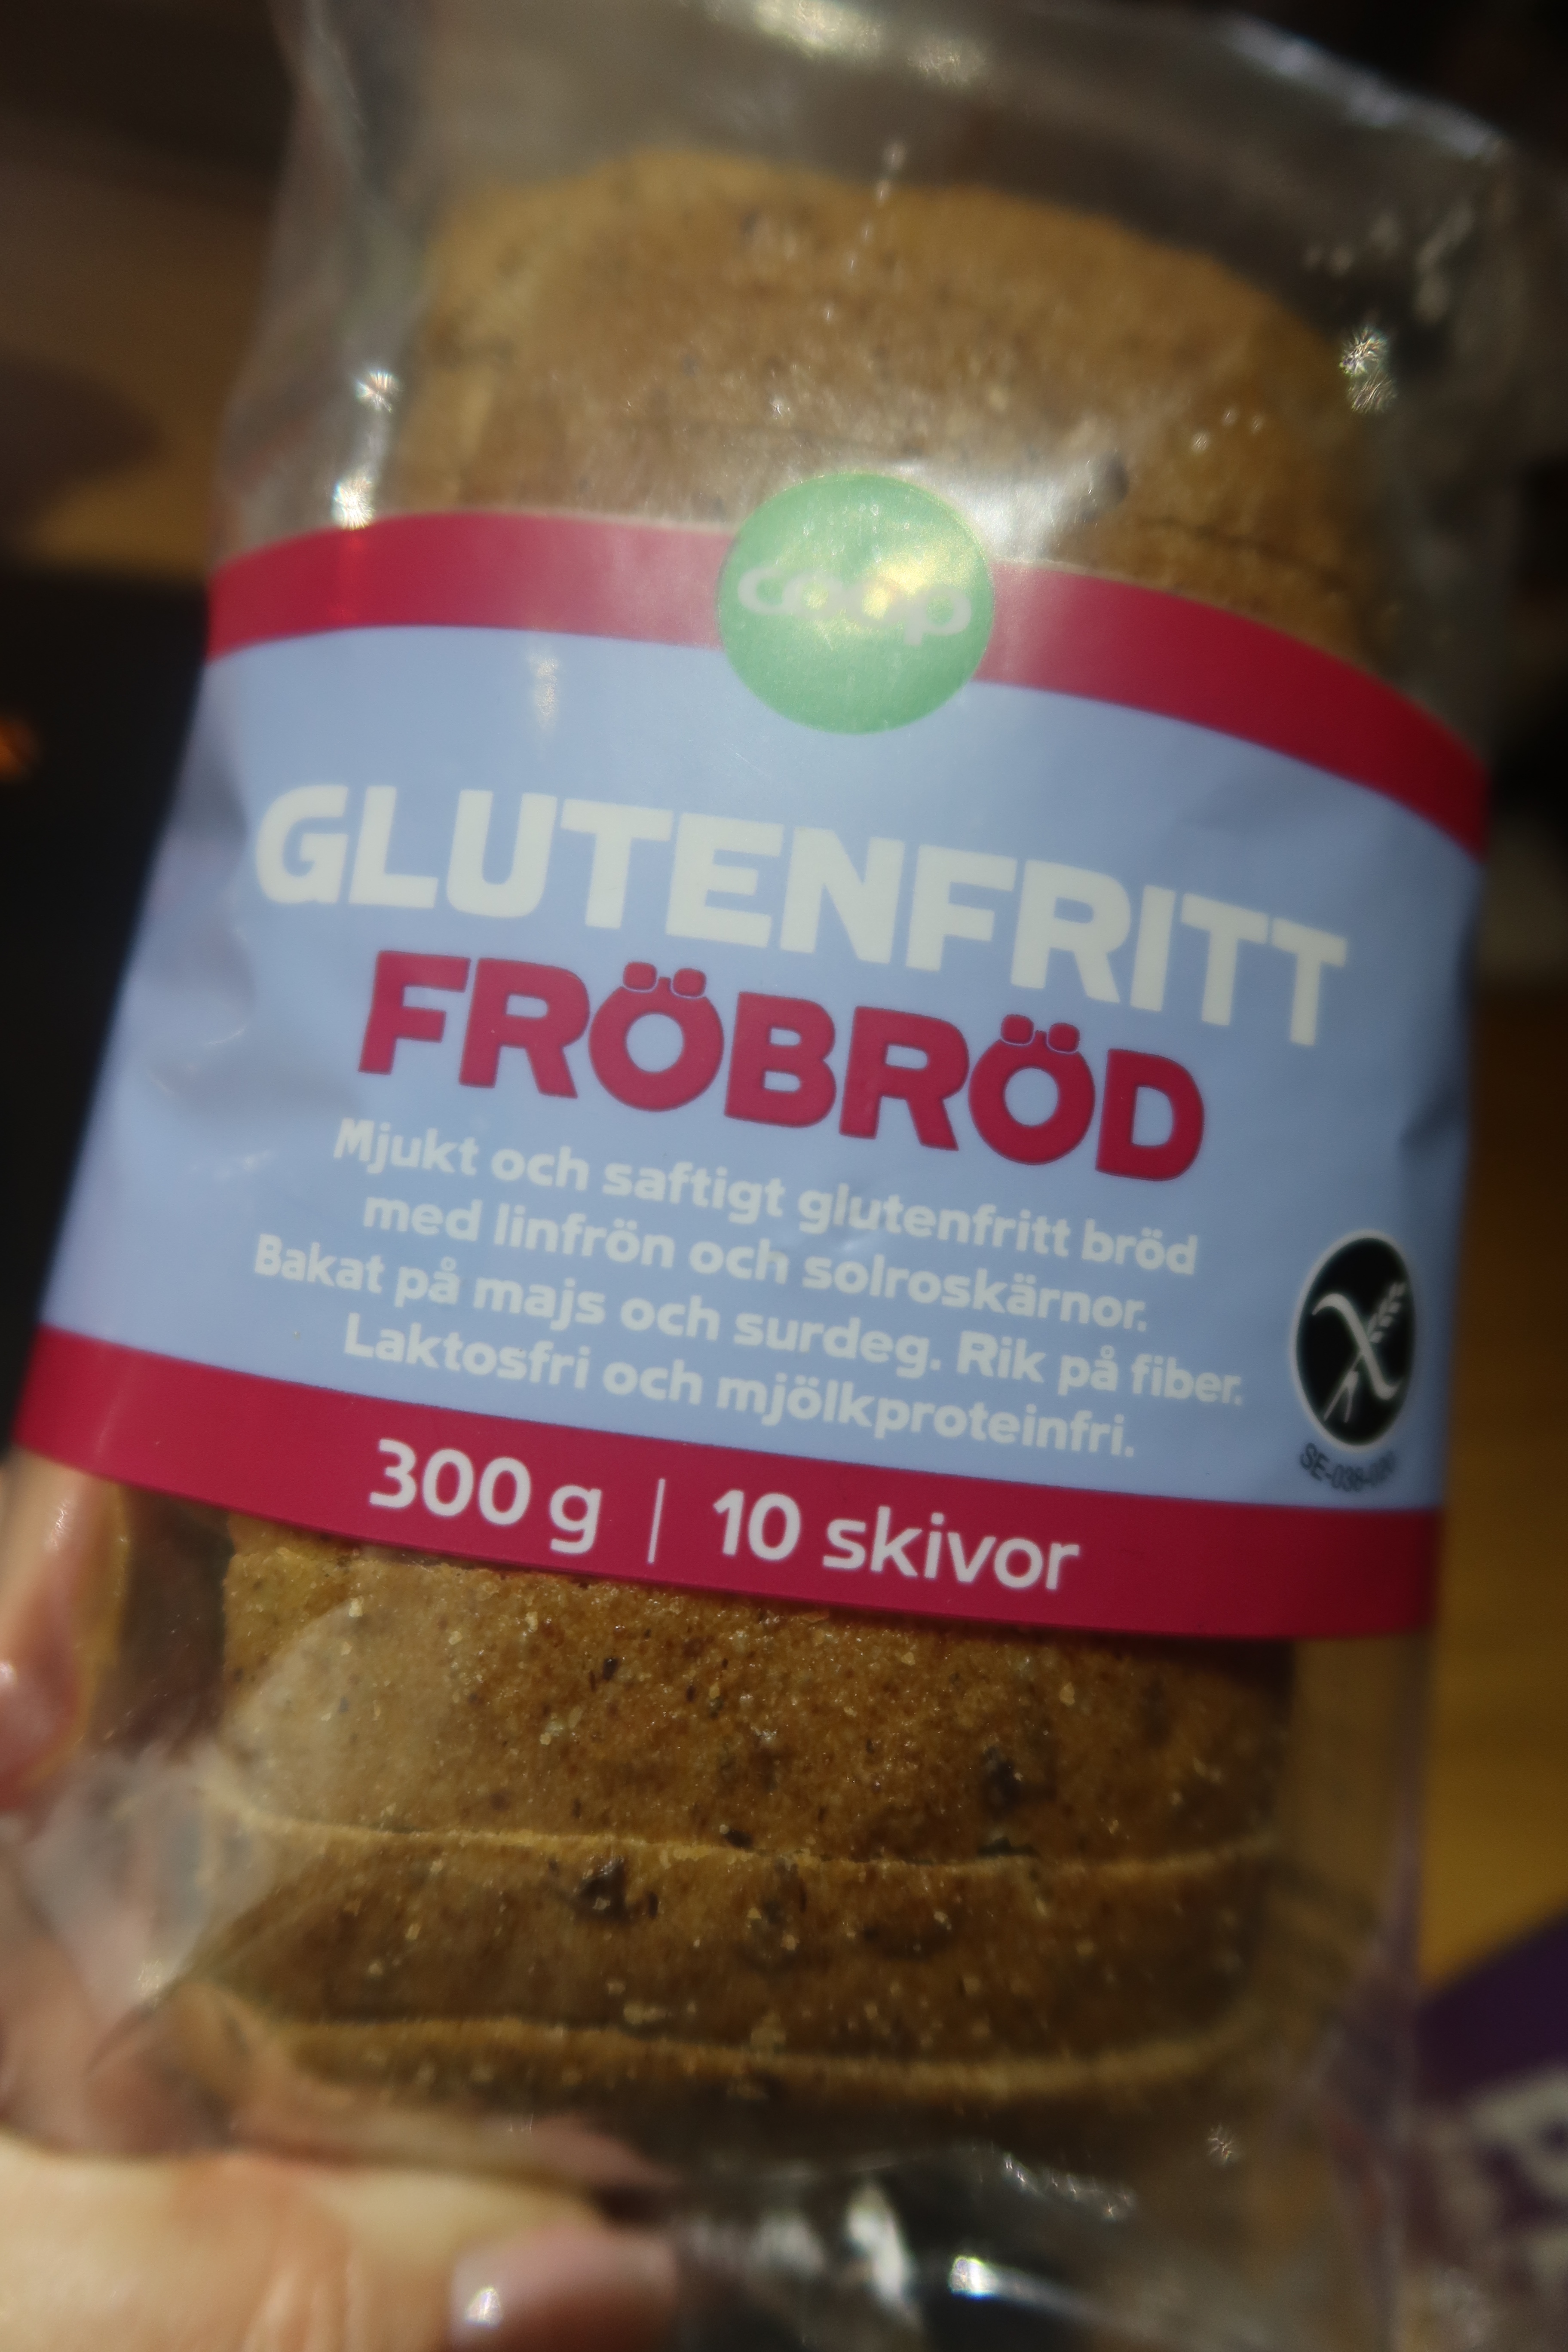 coop
GLUTENFRITT
FRÖBRÖD
Mjukt och saftigt glutenfritt bröd
med linfrön och solroskärnor.
Bakat på majs och surdeg. Rik på fiber.
Laktosfri och mjölkproteinfri.
300 g | 10 skivor